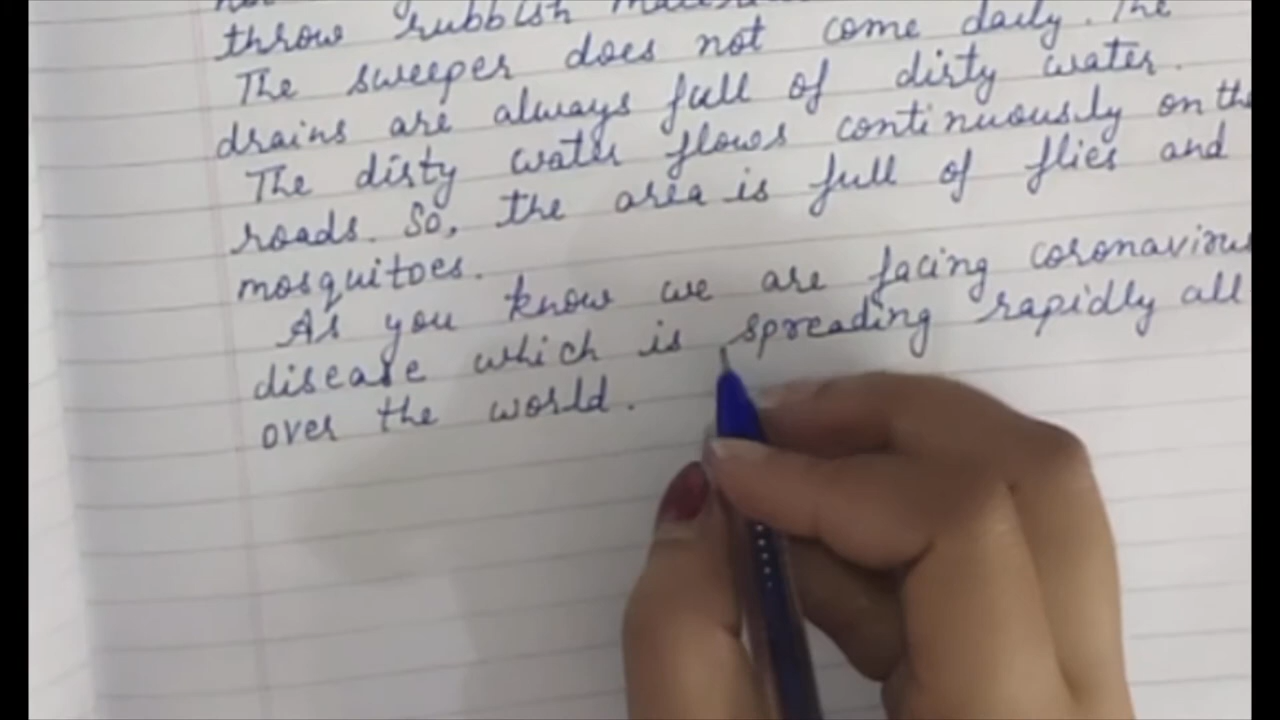 throw rubbish
The sweeper does not come daily. The
drains are always full of dirty water.
The dirty water flows continuously on the
roads. So, the area is full of flies and
mosquitoes.
As you know we are facing coronavirus
disease which is spreading rapidly all
over the world.